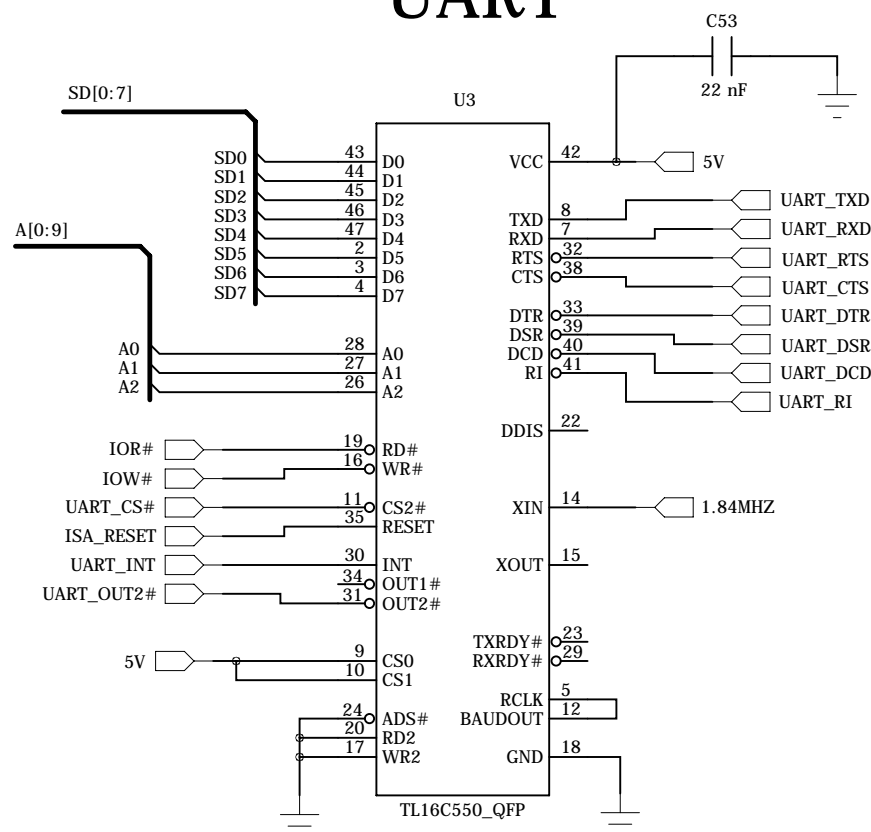 UART
C53
22 nF
SD[0:7]
U3
SD0 43 D0
SD1 44 D1
SD2 45 D2
SD3 46 D3
SD4 47 D4
SD5 2 D5
SD6 3 D6
SD7 4 D7
A[0:9]
A0 28 A0
A1 27 A1
A2 26 A2
IOR# 19 RD#
IOW# 16 WR#
UART_CS# 11 CS2#
ISA_RESET 35 RESET
UART_INT 30 INT
34 OUT1#
UART_OUT2# 31 OUT2#
5V 9 CS0
10 CS1
24 ADS#
20 RD2
17 WR2
VCC 42 5V
TXD 8 UART_TXD
RXD 7 UART_RXD
RTS 32 UART_RTS
CTS 38 UART_CTS
DTR 33 UART_DTR
DSR 39 UART_DSR
DCD 40 UART_DCD
RI 41 UART_RI
DDIS 22
XIN 14 1.84MHZ
XOUT 15
TXRDY# 23
RXRDY# 29
RCLK 5
BAUDOUT 12
GND 18
TL16C550_QFP